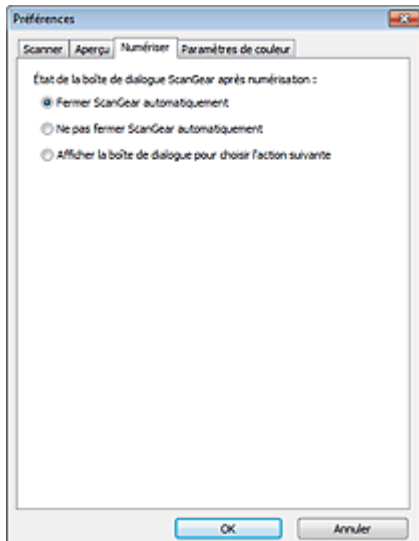 Préférences
Scanner Aperçu Numériser Paramètres de couleur
État de la boîte de dialogue ScanGear après numérisation :
Fermer ScanGear automatiquement
Ne pas fermer ScanGear automatiquement
Afficher la boîte de dialogue pour choisir l'action suivante
OK Annuler